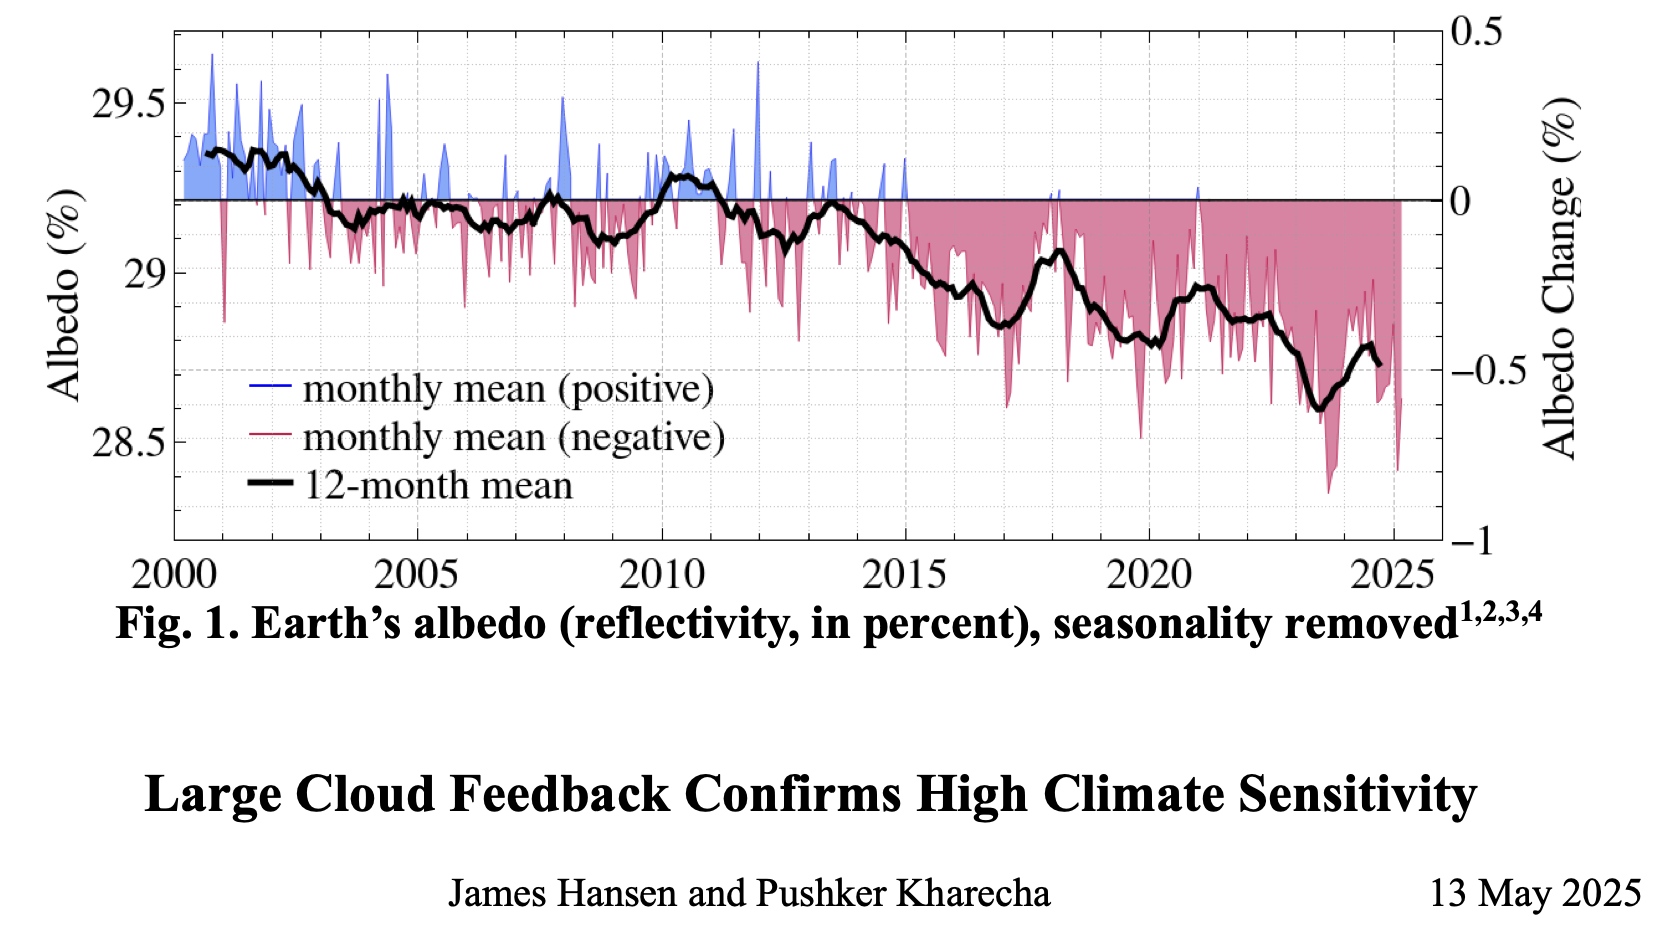 0.5
29.5
0
29
−0.5
28.5
−1
Albedo (%)
Albedo Change (%)
monthly mean (positive)
monthly mean (negative)
12-month mean
2000 2005 2010 2015 2020 2025
Fig. 1. Earth’s albedo (reflectivity, in percent), seasonality removed1,2,3,4
Large Cloud Feedback Confirms High Climate Sensitivity
James Hansen and Pushker Kharecha 13 May 2025